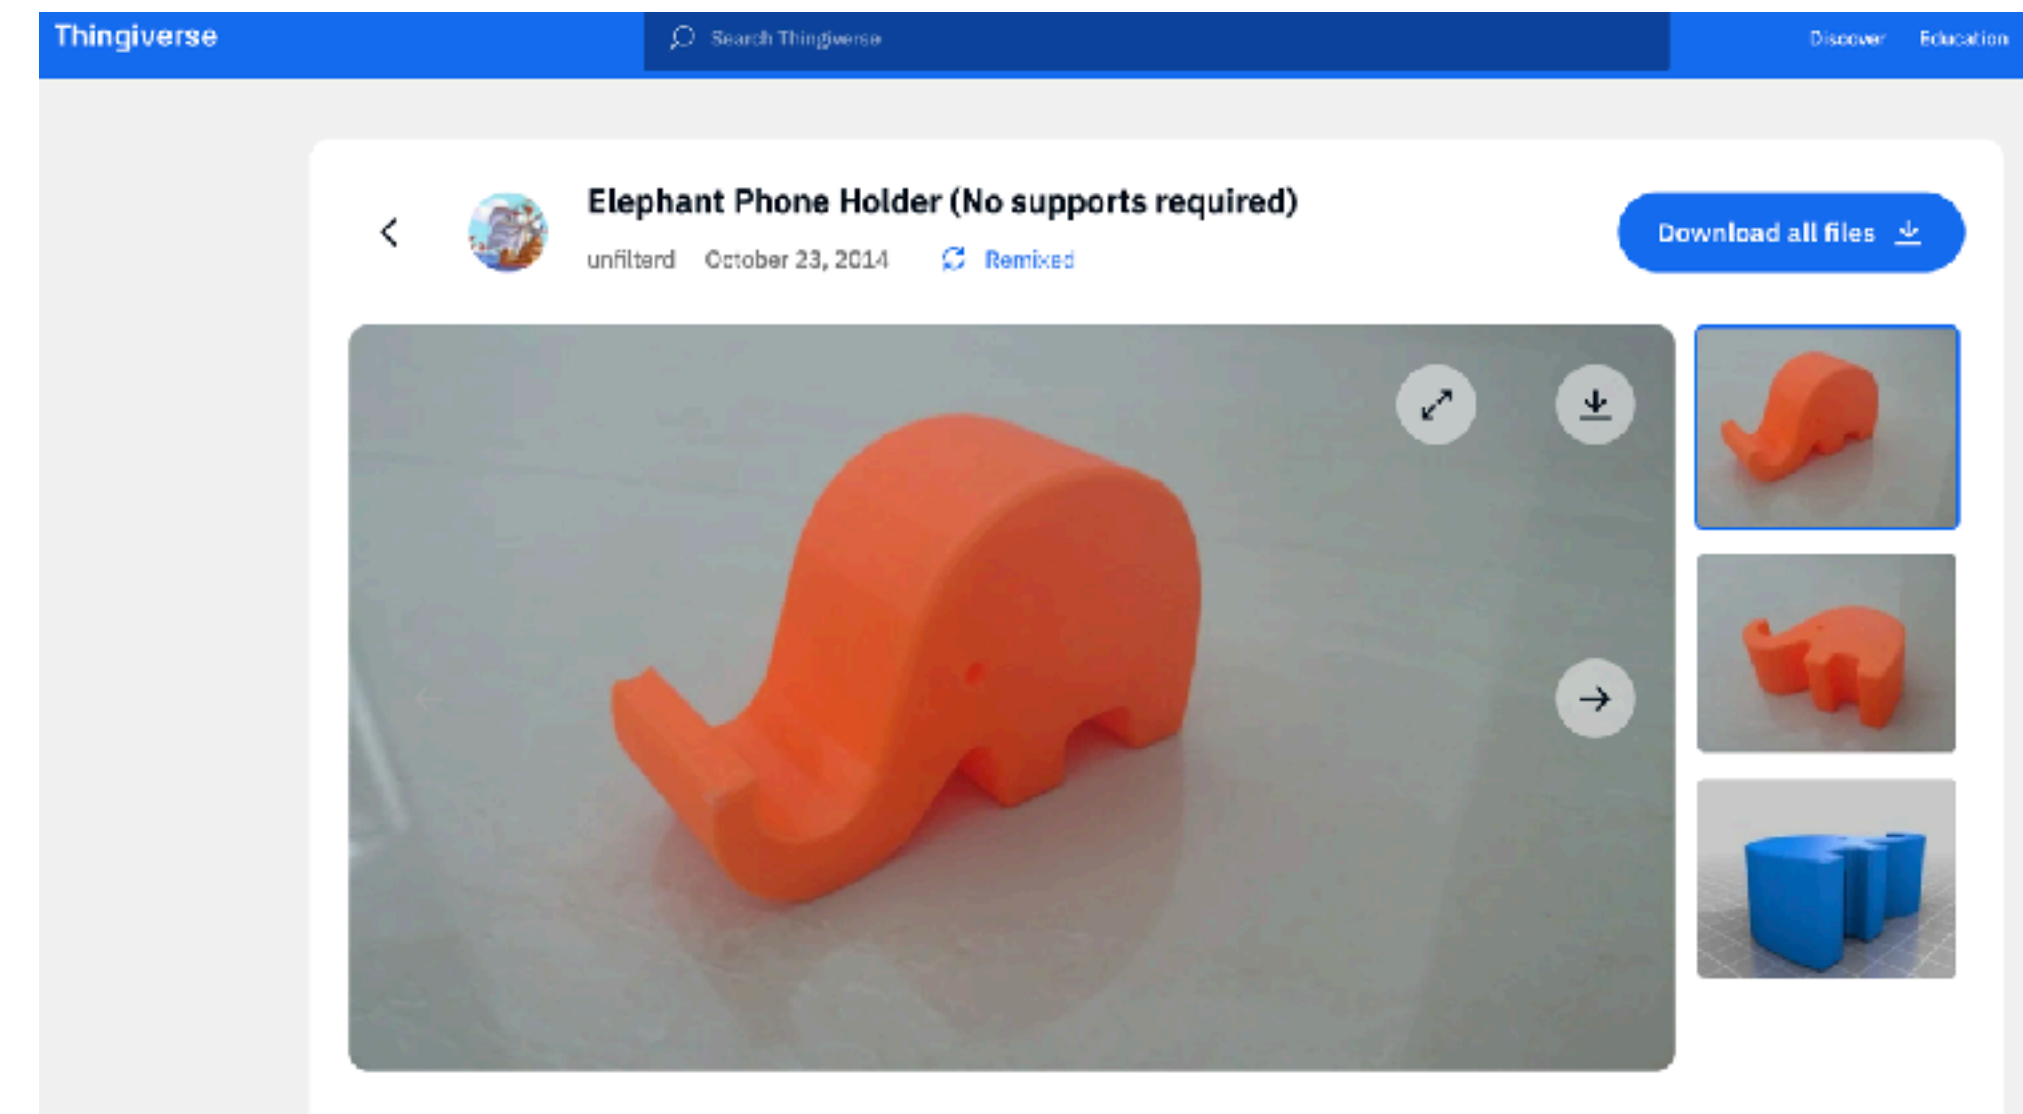 Thingiverse
Search Thingiverse
Discover Education
Elephant Phone Holder (No supports required)
unfilterd October 23, 2014 Remixed
Download all files